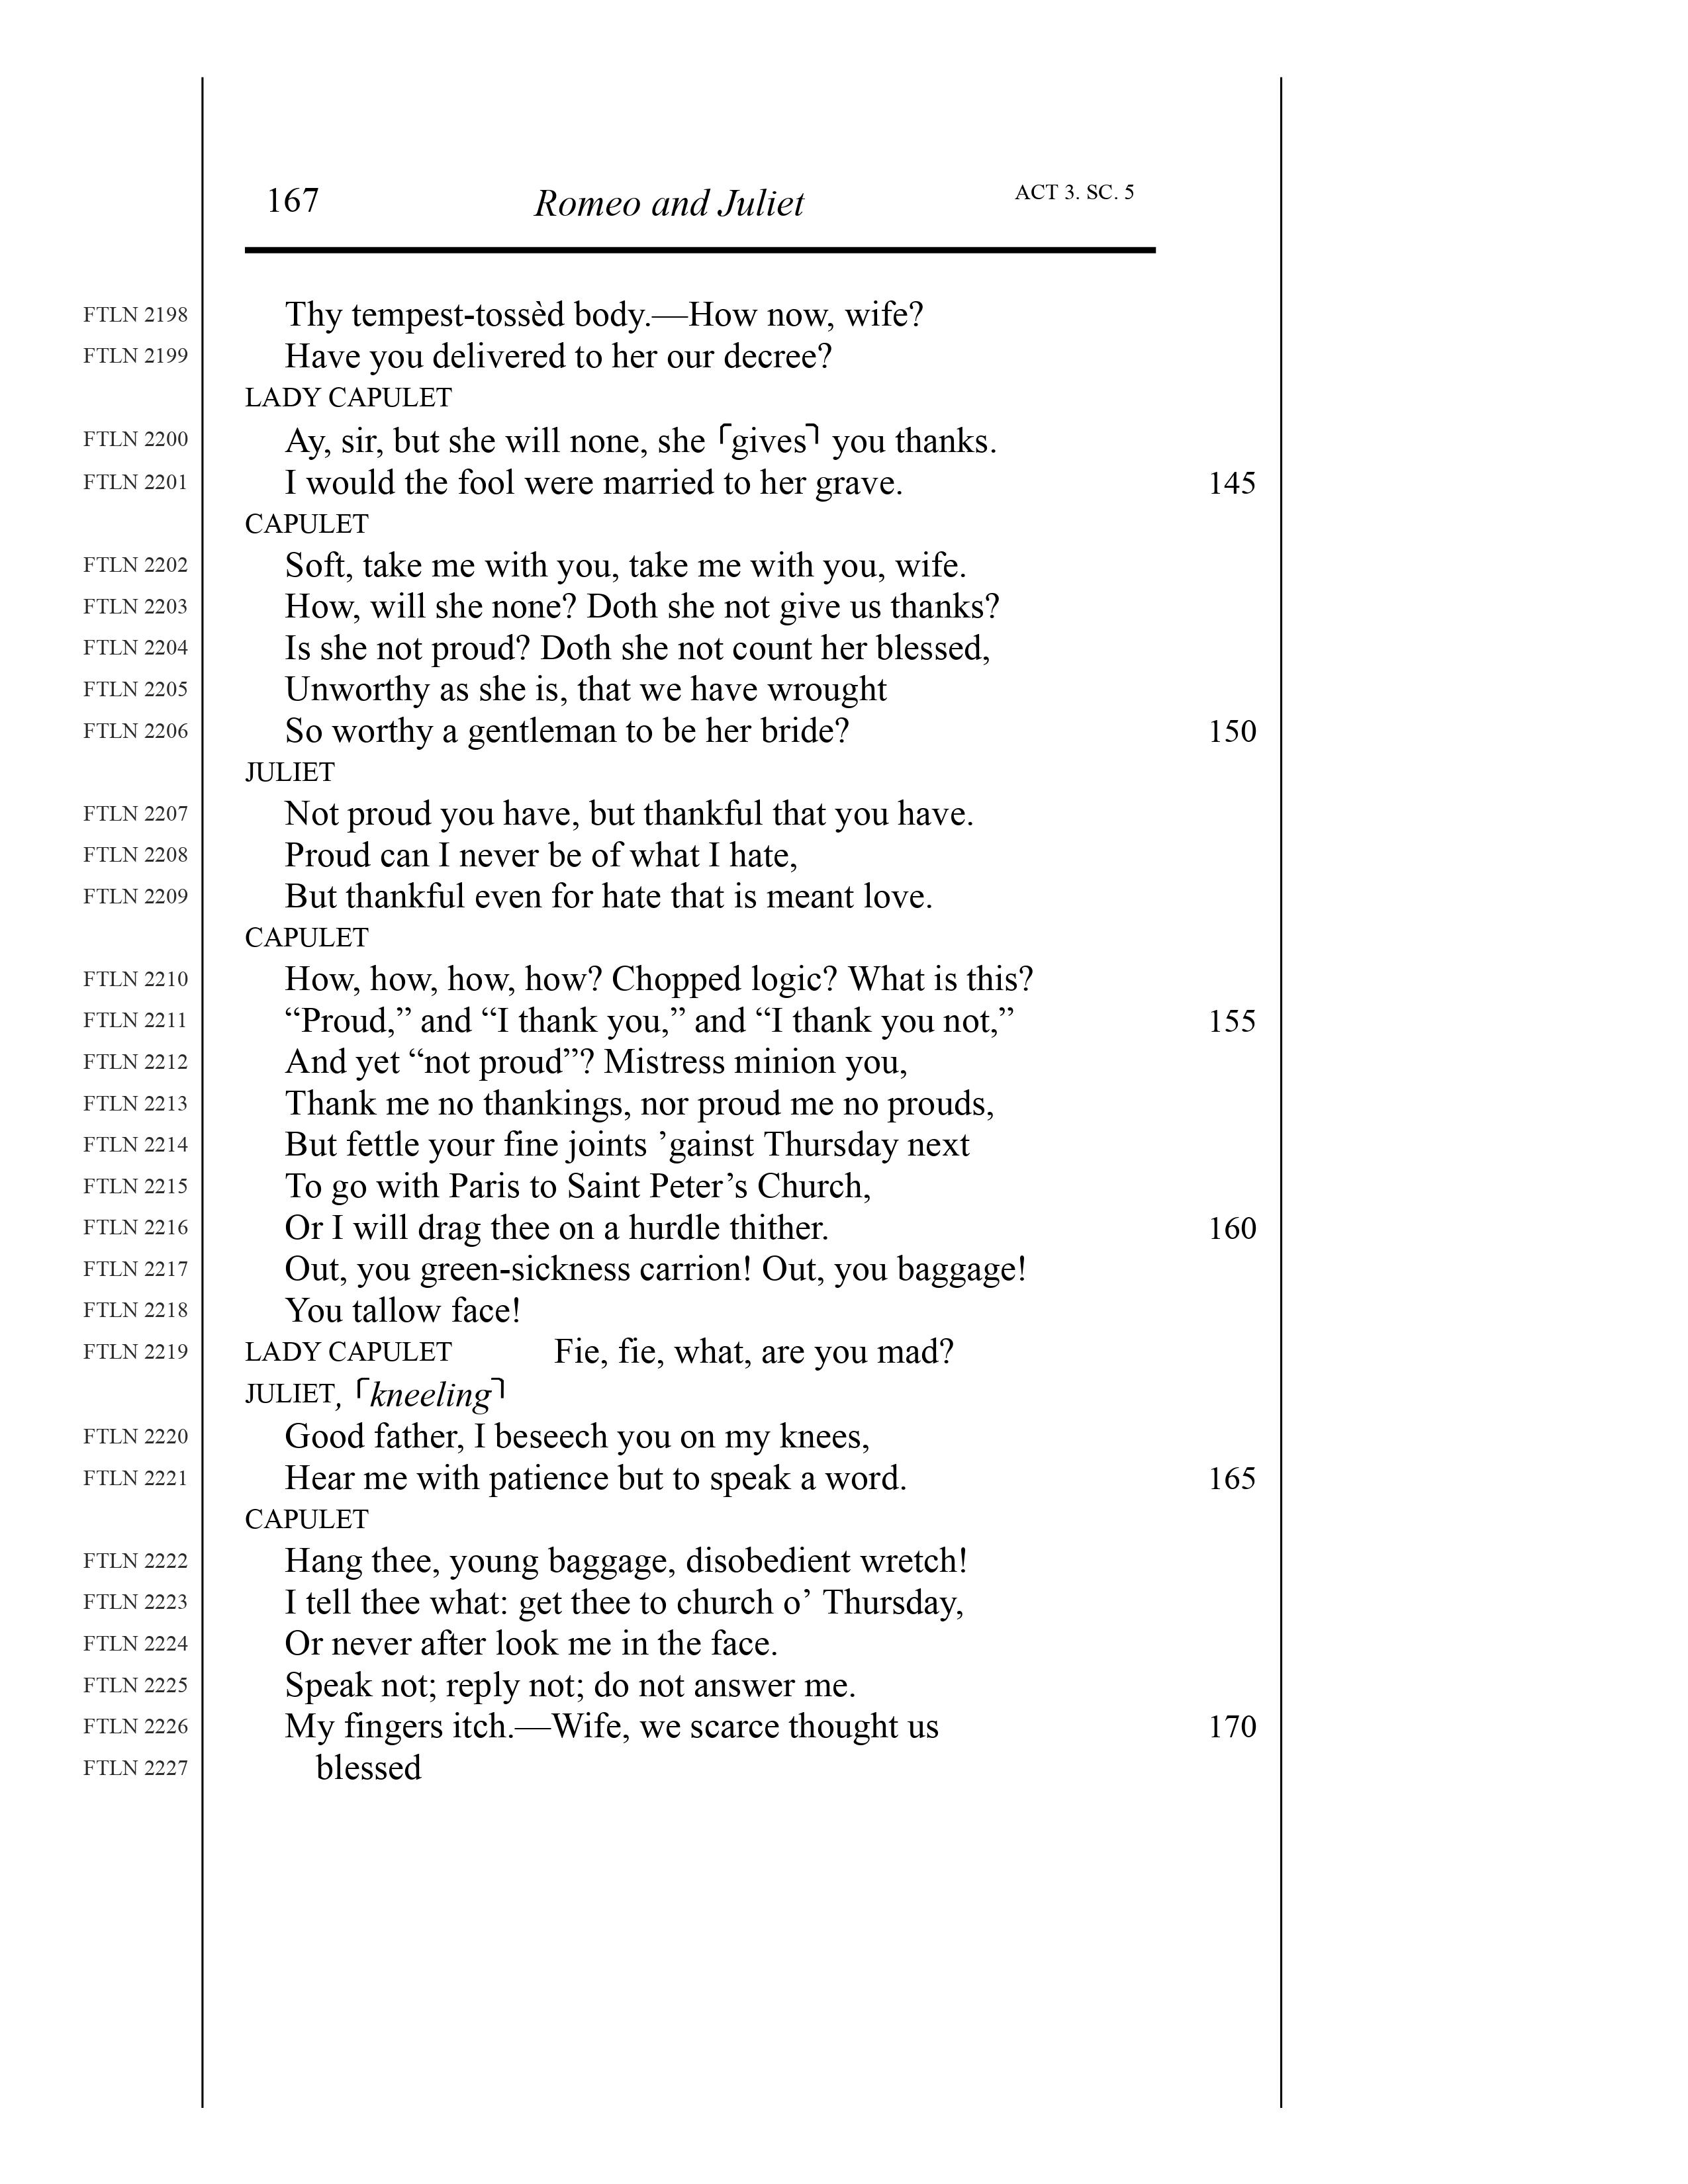 167 Romeo and Juliet ACT 3. SC. 5
FTLN 2198 Thy tempest-tossèd body.—How now, wife?
FTLN 2199 Have you delivered to her our decree?
LADY CAPULET
FTLN 2200 Ay, sir, but she will none, she ⌜gives⌝ you thanks.
FTLN 2201 I would the fool were married to her grave. 145
CAPULET
FTLN 2202 Soft, take me with you, take me with you, wife.
FTLN 2203 How, will she none? Doth she not give us thanks?
FTLN 2204 Is she not proud? Doth she not count her blessed,
FTLN 2205 Unworthy as she is, that we have wrought
FTLN 2206 So worthy a gentleman to be her bride? 150
JULIET
FTLN 2207 Not proud you have, but thankful that you have.
FTLN 2208 Proud can I never be of what I hate,
FTLN 2209 But thankful even for hate that is meant love.
CAPULET
FTLN 2210 How, how, how, how? Chopped logic? What is this?
FTLN 2211 “Proud,” and “I thank you,” and “I thank you not,” 155
FTLN 2212 And yet “not proud”? Mistress minion you,
FTLN 2213 Thank me no thankings, nor proud me no prouds,
FTLN 2214 But fettle your fine joints ’gainst Thursday next
FTLN 2215 To go with Paris to Saint Peter’s Church,
FTLN 2216 Or I will drag thee on a hurdle thither. 160
FTLN 2217 Out, you green-sickness carrion! Out, you baggage!
FTLN 2218 You tallow face!
FTLN 2219 LADY CAPULET Fie, fie, what, are you mad?
JULIET, ⌜kneeling⌝
FTLN 2220 Good father, I beseech you on my knees,
FTLN 2221 Hear me with patience but to speak a word. 165
CAPULET
FTLN 2222 Hang thee, young baggage, disobedient wretch!
FTLN 2223 I tell thee what: get thee to church o’ Thursday,
FTLN 2224 Or never after look me in the face.
FTLN 2225 Speak not; reply not; do not answer me.
FTLN 2226 My fingers itch.—Wife, we scarce thought us 170
FTLN 2227 blessed